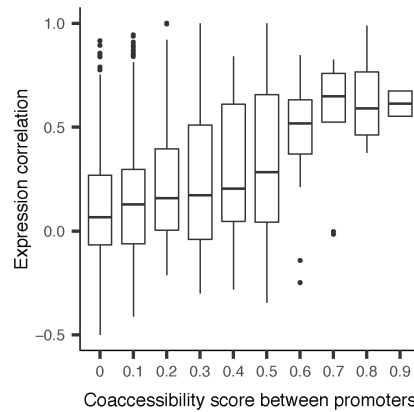 1.0
0.5
0.0
−0.5
Expression correlation
0 0.1 0.2 0.3 0.4 0.5 0.6 0.7 0.8 0.9
Coaccessibility score between promoters